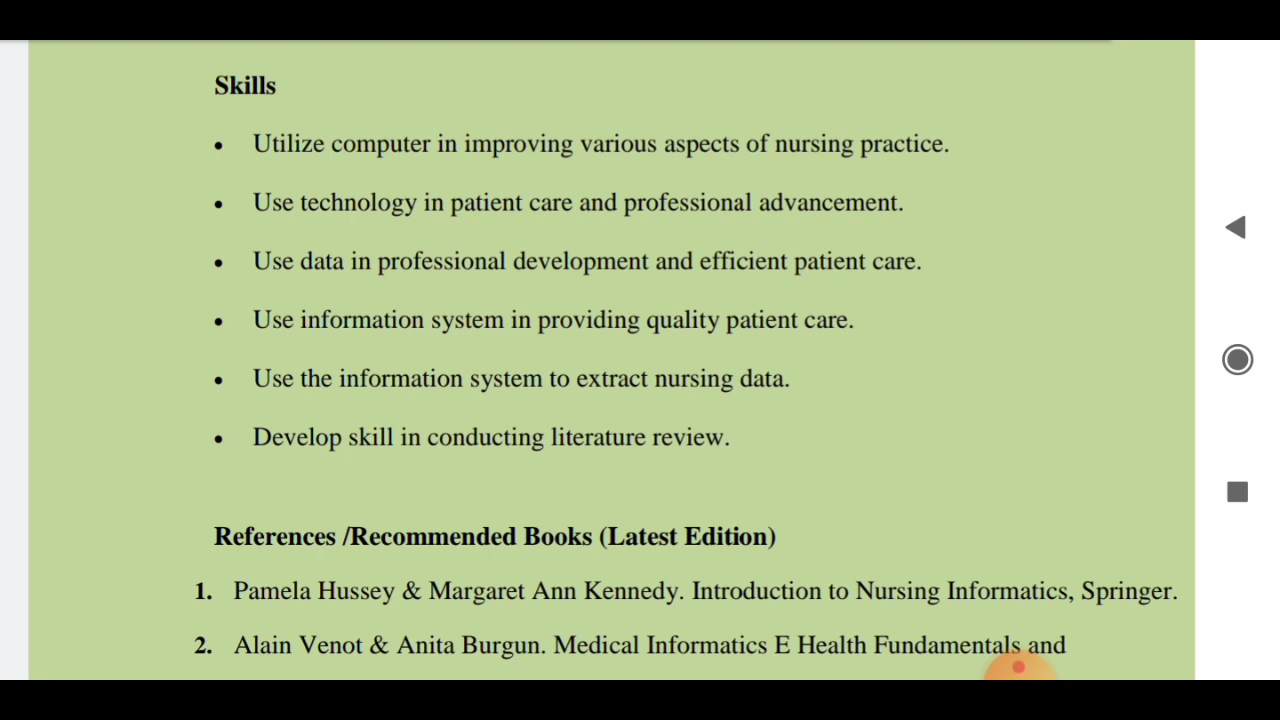 Skills
• Utilize computer in improving various aspects of nursing practice.
• Use technology in patient care and professional advancement.
• Use data in professional development and efficient patient care.
• Use information system in providing quality patient care.
• Use the information system to extract nursing data.
• Develop skill in conducting literature review.
References /Recommended Books (Latest Edition)
1. Pamela Hussey & Margaret Ann Kennedy. Introduction to Nursing Informatics, Springer.
2. Alain Venot & Anita Burgun. Medical Informatics E Health Fundamentals and